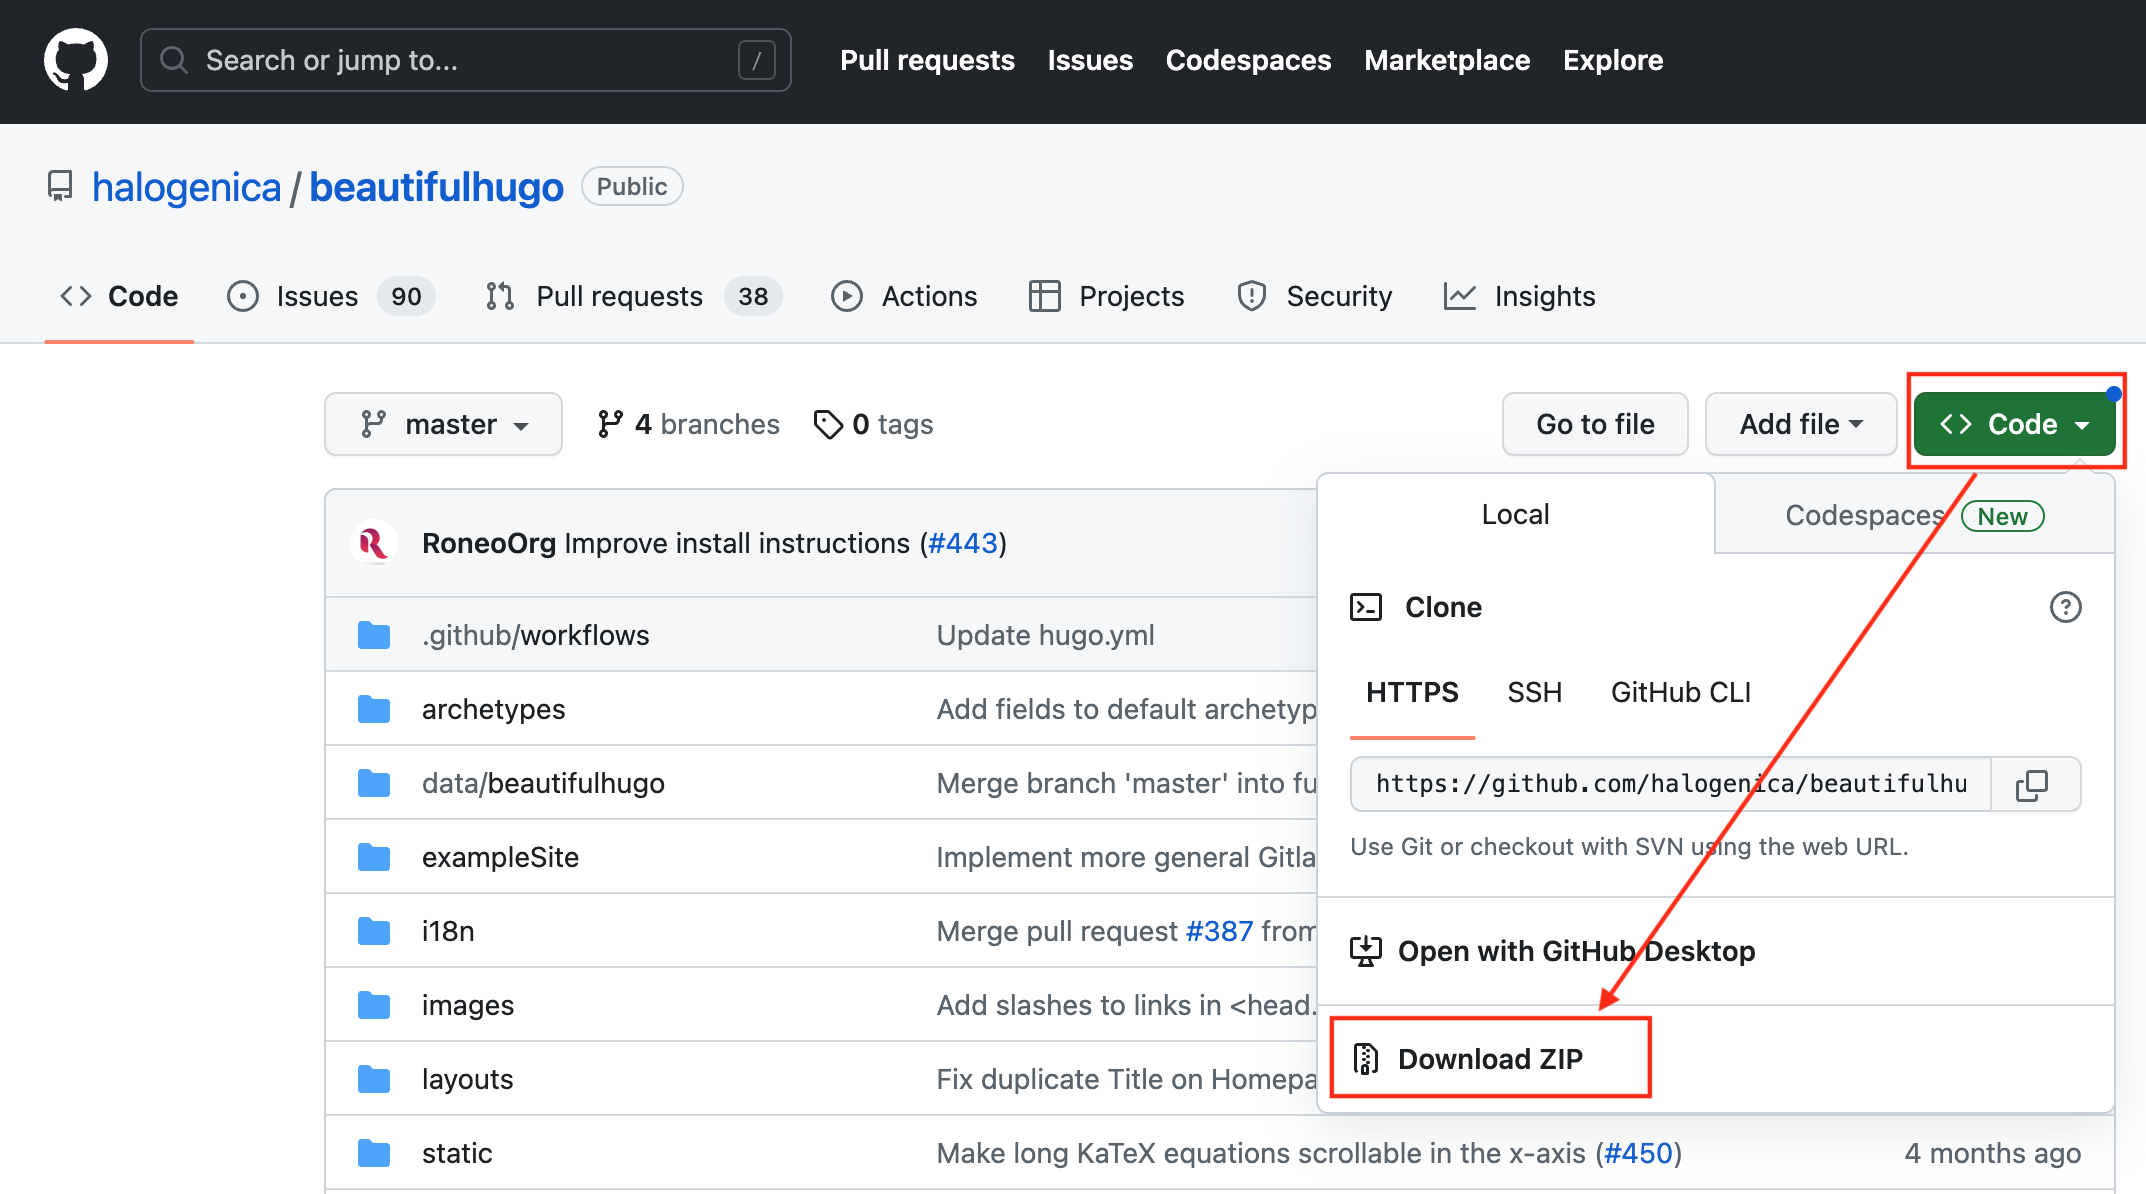 Search or jump to... / Pull requests Issues Codespaces Marketplace Explore
halogenica / beautifulhugo Public
Code Issues 90 Pull requests 38 Actions Projects Security Insights
master 4 branches 0 tags Go to file Add file Code
Local Codespaces New
RoneoOrg Improve install instructions (#443)
Clone
.github/workflows Update hugo.yml
HTTPS SSH GitHub CLI
archetypes Add fields to default archetyp
https://github.com/halogenica/beautifulhu
data/beautifulhugo Merge branch 'master' into fu
Use Git or checkout with SVN using the web URL.
exampleSite Implement more general Gitla
i18n Merge pull request #387 from
Open with GitHub Desktop
images Add slashes to links in <head.
Download ZIP
layouts Fix duplicate Title on Homepa
static Make long KaTeX equations scrollable in the x-axis (#450) 4 months ago